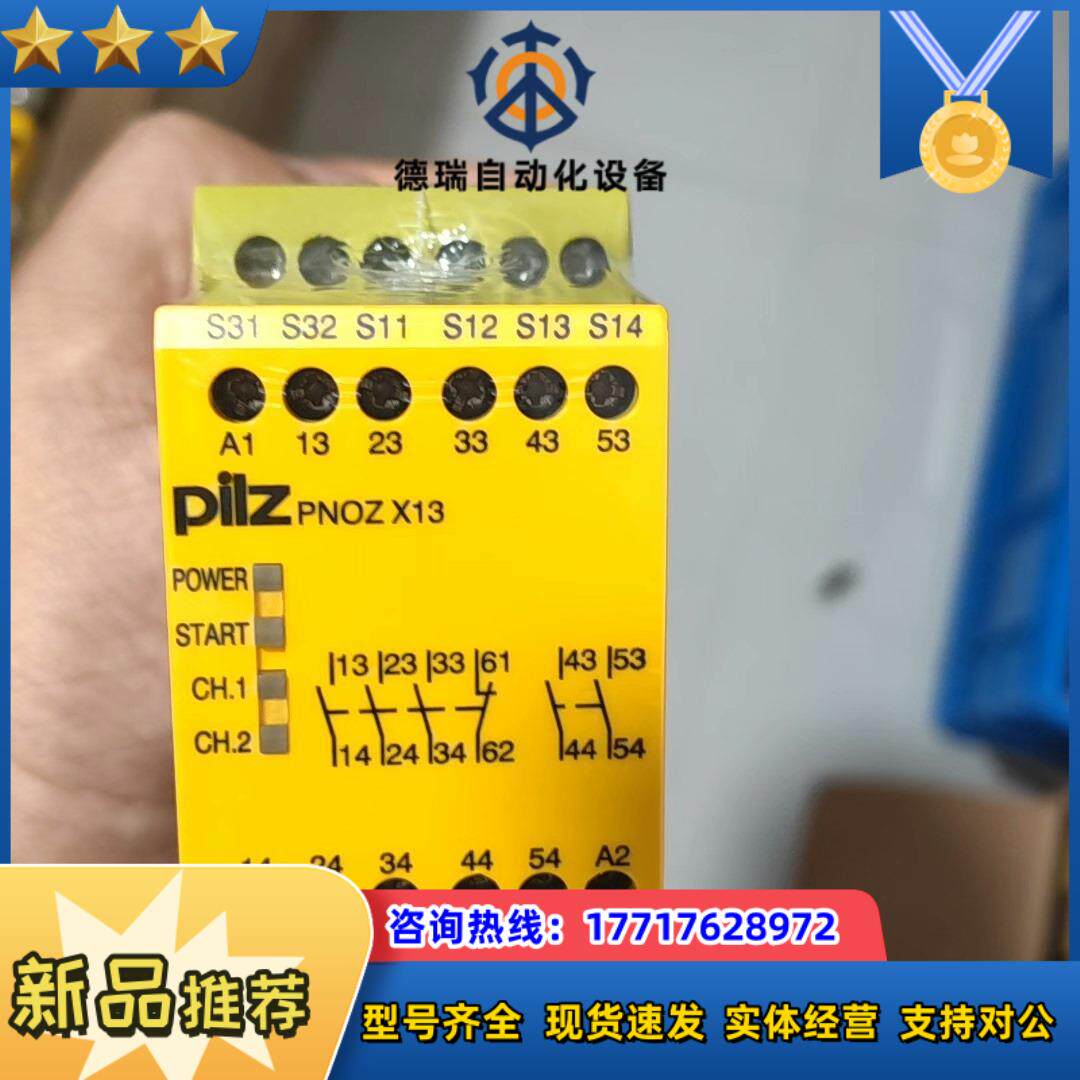 德瑞自动化设备
S31 S32 S11 S12 S13 S14
A1 13 23 33 43 53
pilz PNOZ X13
POWER
START
CH.1
CH.2
13 23 33 61 43 53
14 24 34 62 44 54
14 24 34 44 54 A2
咨询热线：17717628972
新品推荐
型号齐全 现货速发 实体经营 支持对公